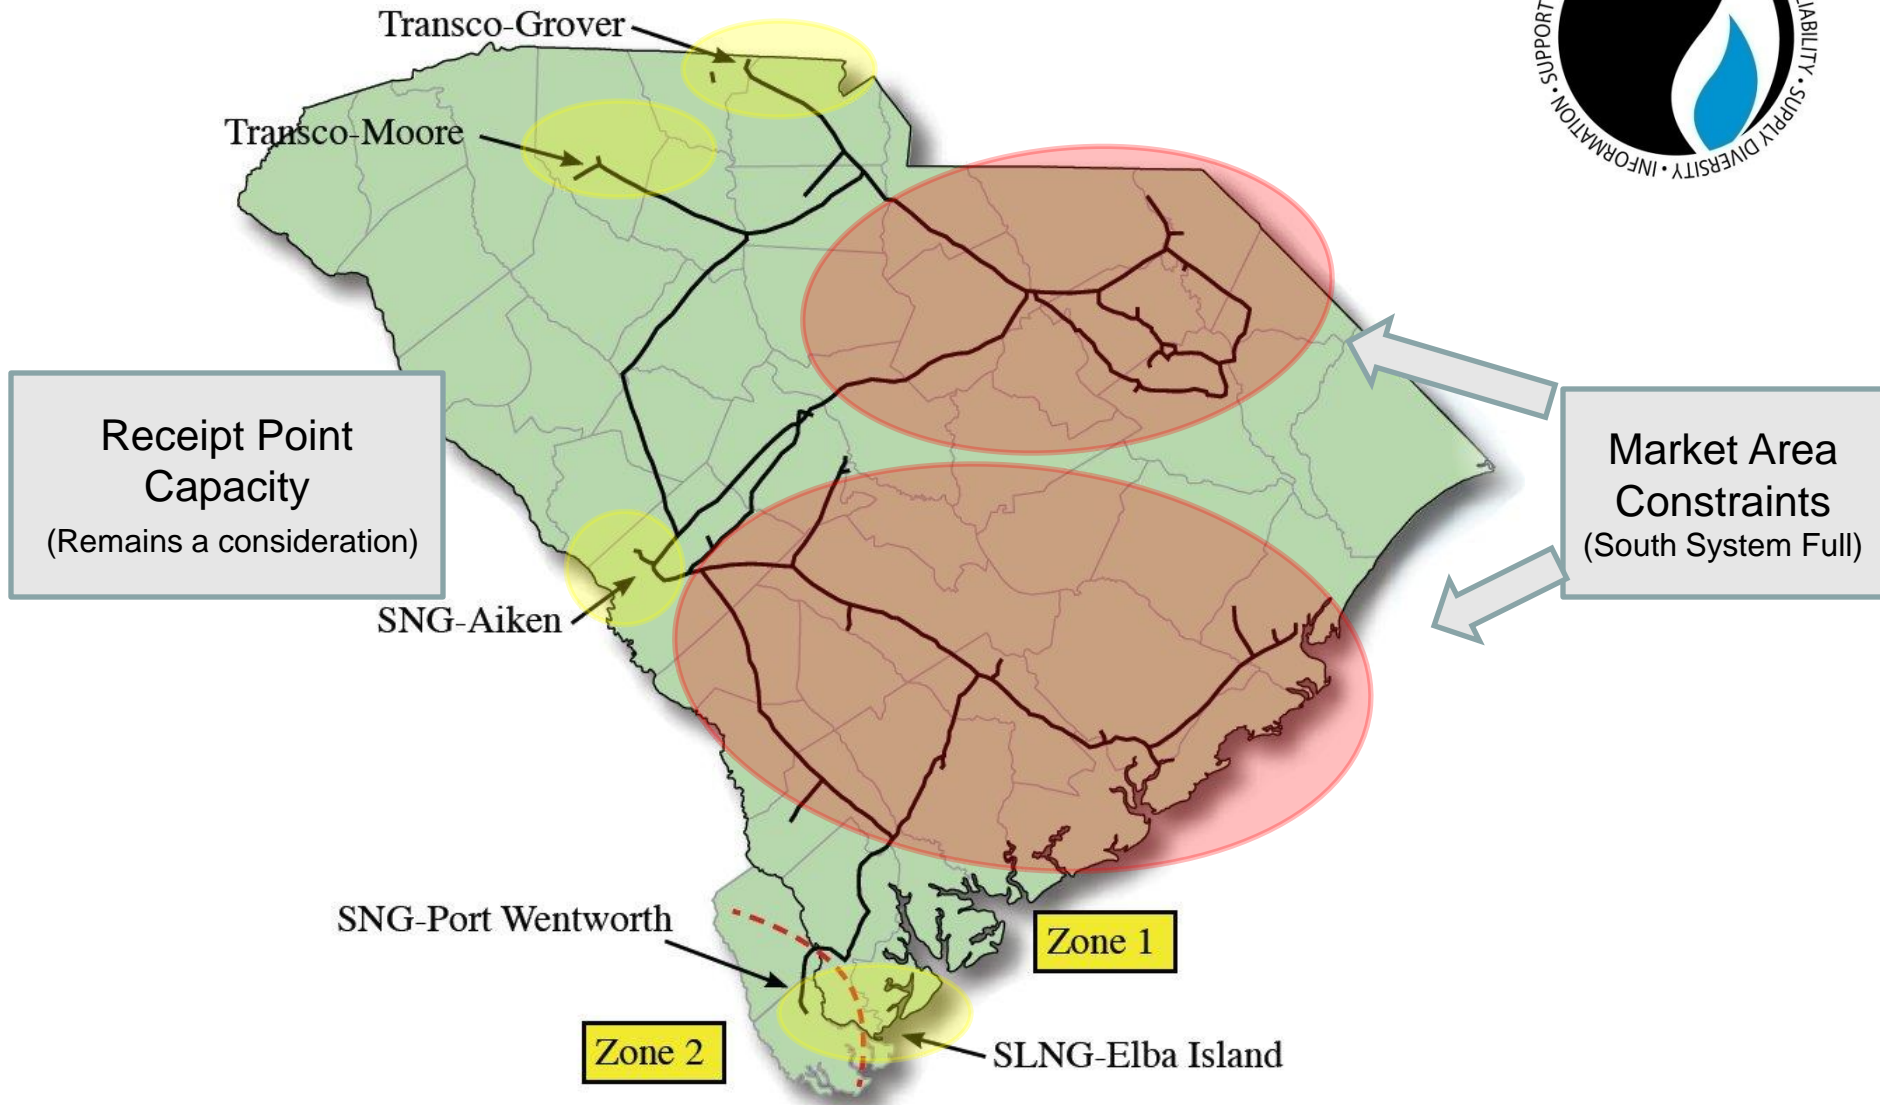 Transco-Grover
Transco-Moore
SUPPORT
LIABILITY • SUPPLY DIVERSITY • INFORMATION •
Receipt Point
Capacity
(Remains a consideration)
Market Area
Constraints
(South System Full)
SNG-Aiken
SNG-Port Wentworth
Zone 1
Zone 2
SLNG-Elba Island